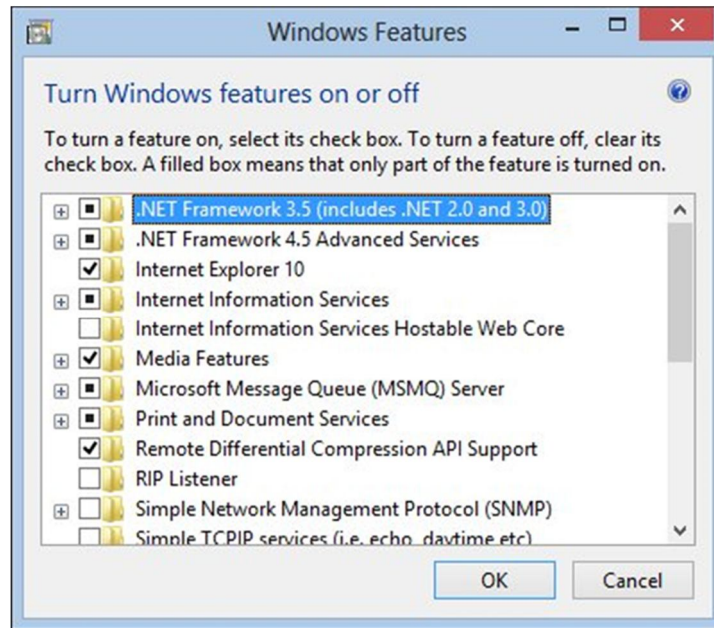 Windows Features
Turn Windows features on or off
To turn a feature on, select its check box. To turn a feature off, clear its
check box. A filled box means that only part of the feature is turned on.
.NET Framework 3.5 (includes .NET 2.0 and 3.0)
.NET Framework 4.5 Advanced Services
Internet Explorer 10
Internet Information Services
Internet Information Services Hostable Web Core
Media Features
Microsoft Message Queue (MSMQ) Server
Print and Document Services
Remote Differential Compression API Support
RIP Listener
Simple Network Management Protocol (SNMP)
Simple TCPIP services (i.e. echo, daytime etc)
OK Cancel